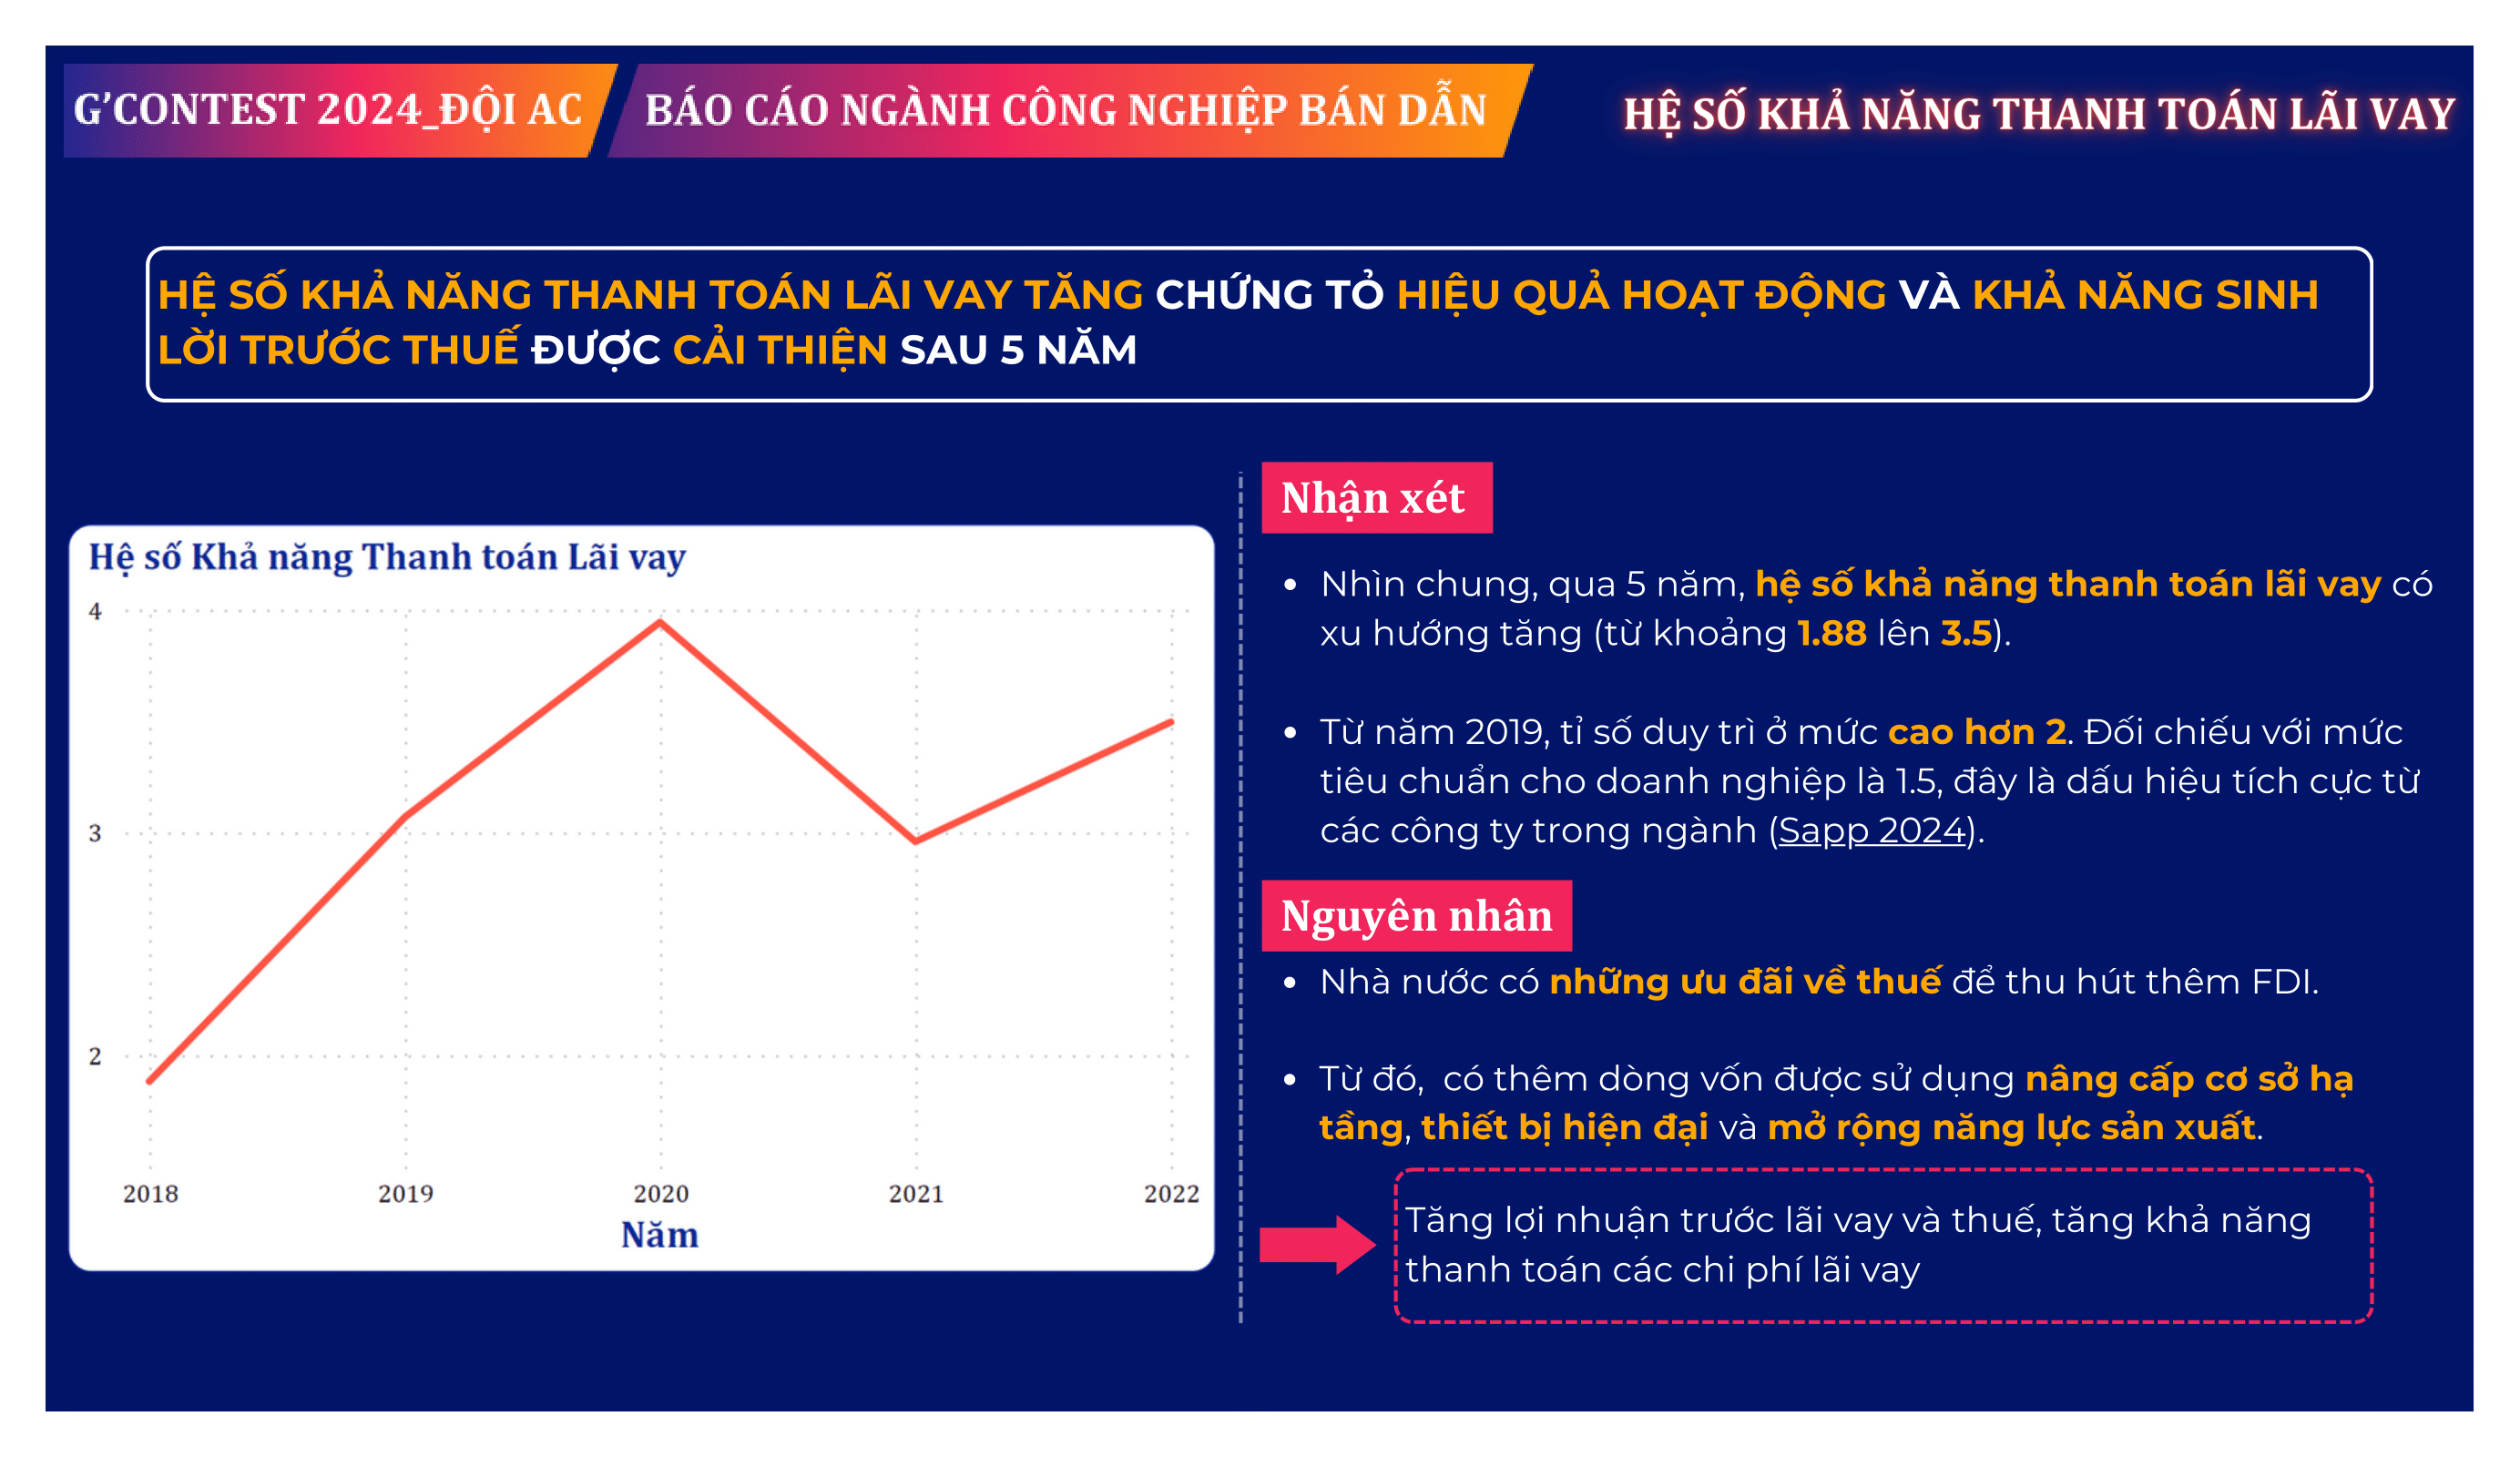 G’CONTEST 2024_ĐỘI AC
BÁO CÁO NGÀNH CÔNG NGHIỆP BÁN DẪN
HỆ SỐ KHẢ NĂNG THANH TOÁN LÃI VAY
HỆ SỐ KHẢ NĂNG THANH TOÁN LÃI VAY TĂNG CHỨNG TỎ HIỆU QUẢ HOẠT ĐỘNG VÀ KHẢ NĂNG SINH
LỜI TRƯỚC THUẾ ĐƯỢC CẢI THIỆN SAU 5 NĂM
Hệ số Khả năng Thanh toán Lãi vay
4
3
2
2018
2019
2020
2021
2022
Năm
Nhận xét
• Nhìn chung, qua 5 năm, hệ số khả năng thanh toán lãi vay có
xu hướng tăng (từ khoảng 1.88 lên 3.5).
• Từ năm 2019, tỉ số duy trì ở mức cao hơn 2. Đối chiếu với mức
tiêu chuẩn cho doanh nghiệp là 1.5, đây là dấu hiệu tích cực từ
các công ty trong ngành (Sapp 2024).
Nguyên nhân
• Nhà nước có những ưu đãi về thuế để thu hút thêm FDI.
• Từ đó, có thêm dòng vốn được sử dụng nâng cấp cơ sở hạ
tầng, thiết bị hiện đại và mở rộng năng lực sản xuất.
Tăng lợi nhuận trước lãi vay và thuế, tăng khả năng
thanh toán các chi phí lãi vay